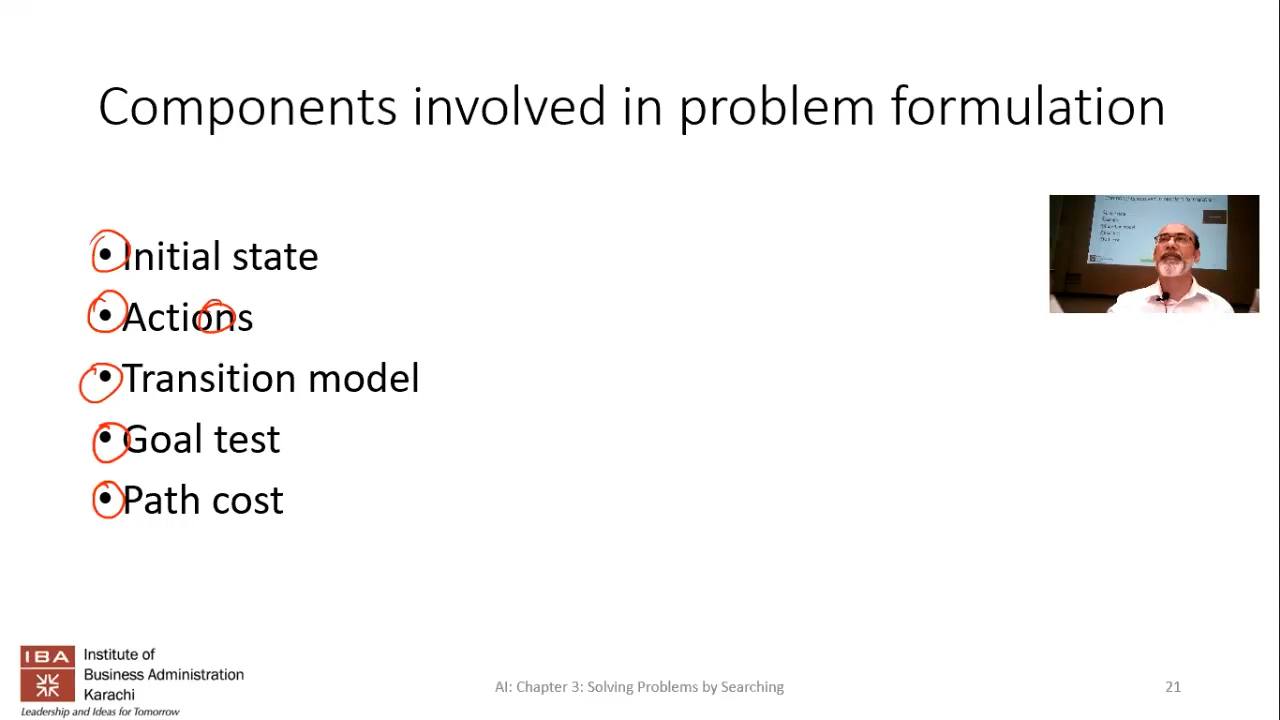 Components involved in problem formulation
• Initial state
• Actions
• Transition model
• Goal test
• Path cost
IBA
Institute of
Business Administration
Karachi
Leadership and Ideas for Tomorrow
AI: Chapter 3: Solving Problems by Searching
21